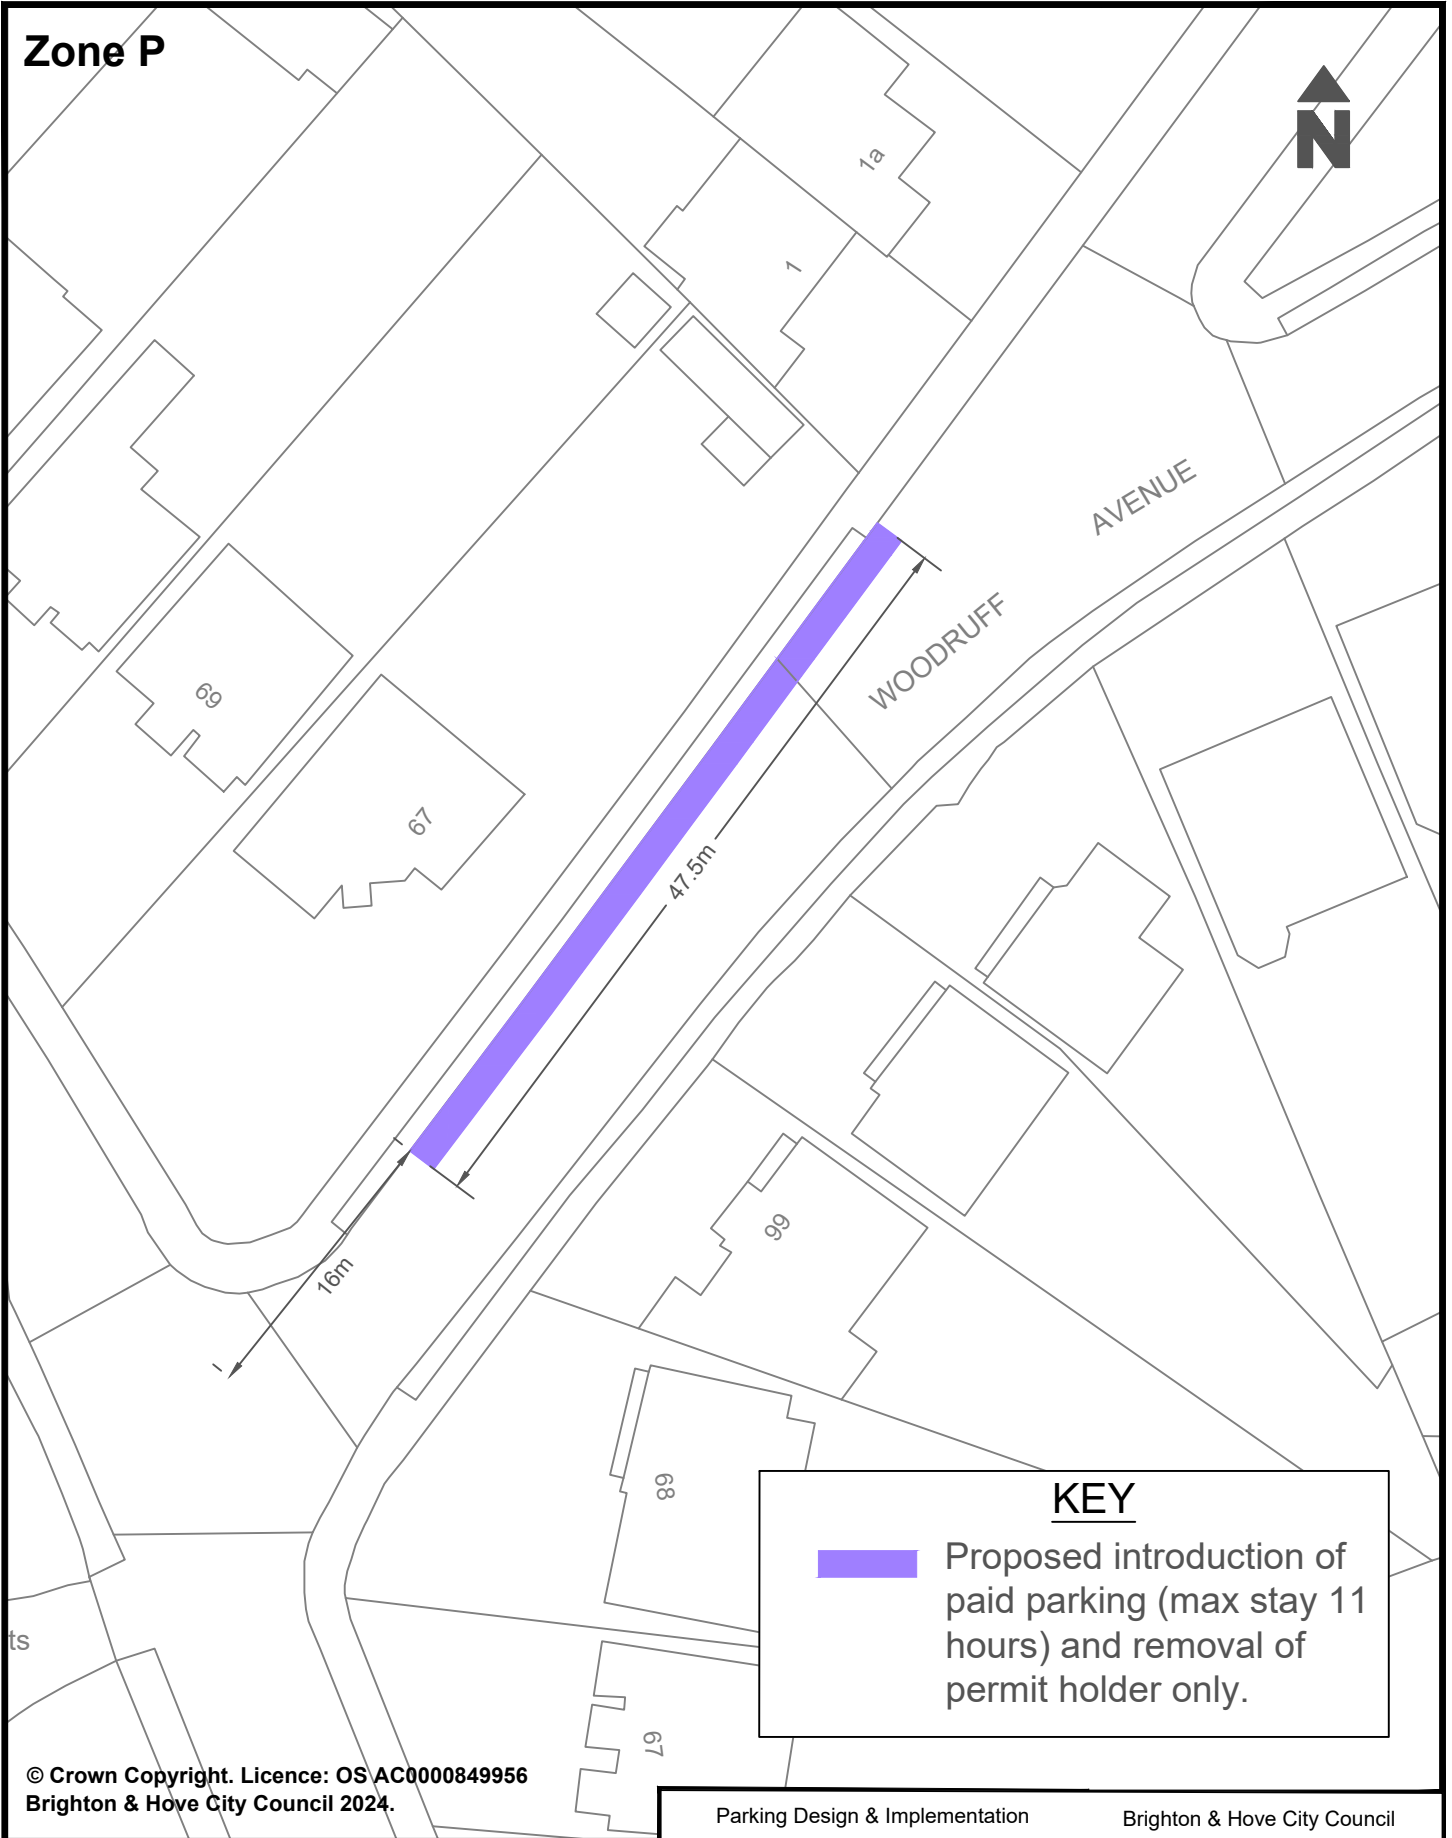 Zone P
N
1a
1
AVENUE
WOODRUFF
69
67
47.5m
16m
99
68
67
ts
KEY
Proposed introduction of
paid parking (max stay 11
hours) and removal of
permit holder only.
© Crown Copyright. Licence: OS AC0000849956
Brighton & Hove City Council 2024.
Parking Design & Implementation
Brighton & Hove City Council